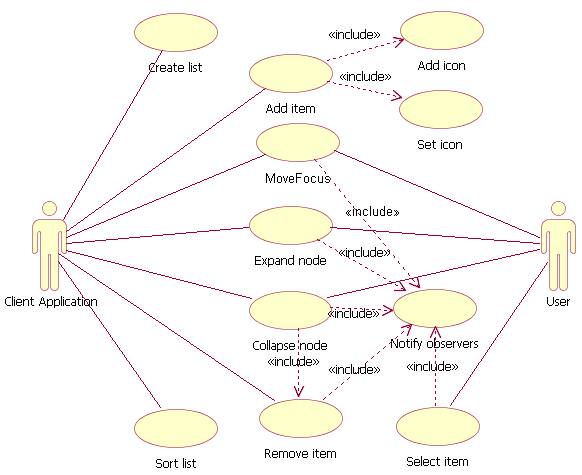 «include»
Add icon
Create list
«include»
Add item
Set icon
MoveFocus
«include»
«include»
Expand node
Client Application
User
«include»
Collapse node
Notify observers
«include»
«include»
«include»
Remove item
Sort list
Select item